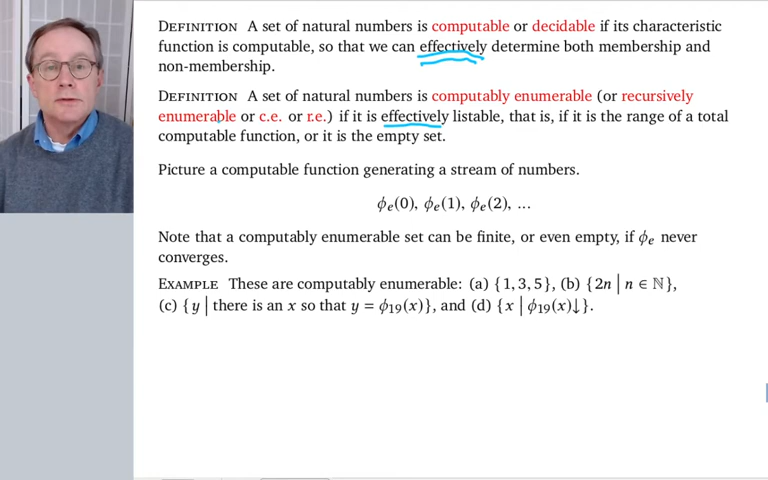 DEFINITION A set of natural numbers is computable or decidable if its characteristic
function is computable, so that we can effectively determine both membership and
non-membership.
DEFINITION A set of natural numbers is computably enumerable (or recursively
enumerable or c.e. or r.e.) if it is effectively listable, that is, if it is the range of a total
computable function, or it is the empty set.
Picture a computable function generating a stream of numbers.
ϕe(0), ϕe(1), ϕe(2), ...
Note that a computably enumerable set can be finite, or even empty, if ϕe never
converges.
EXAMPLE These are computably enumerable: (a) {1, 3, 5}, (b) {2n | n ∈ ℕ},
(c) {y | there is an x so that y = ϕ19(x)}, and (d) {x | ϕ19(x)↓}.